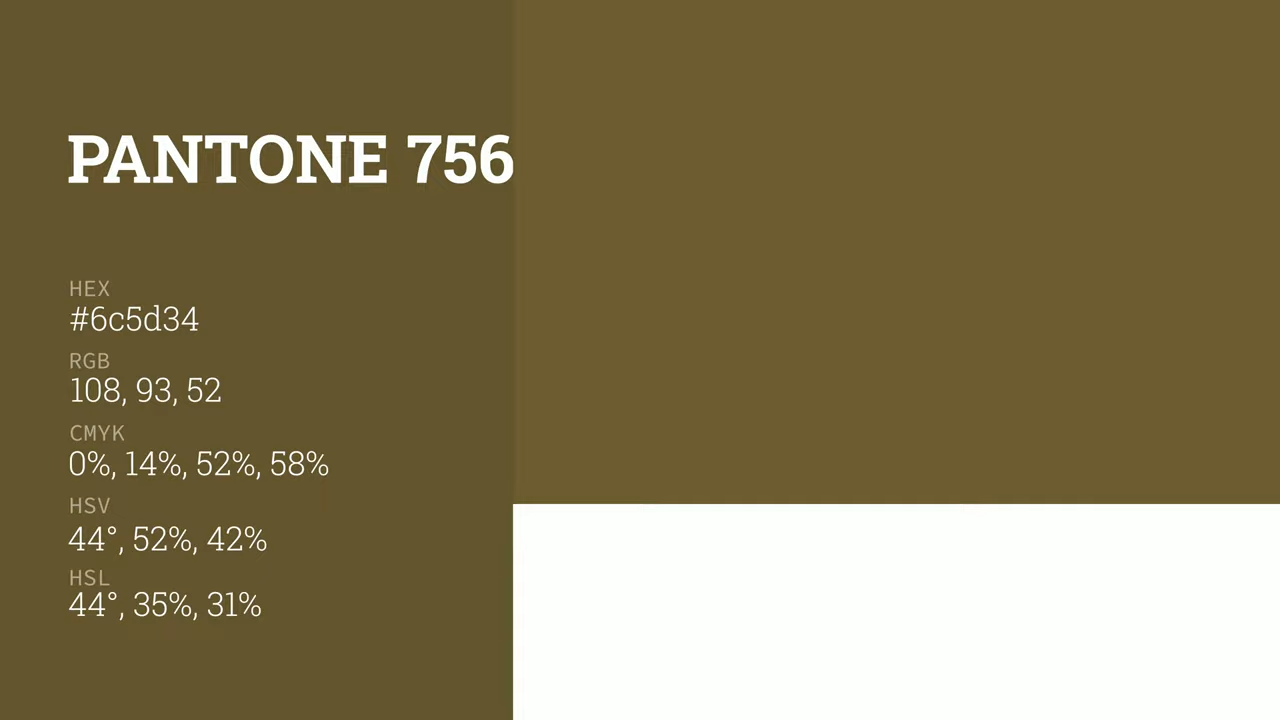 PANTONE 756
HEX
#6c5d34
RGB
108, 93, 52
CMYK
0%, 14%, 52%, 58%
HSV
44°, 52%, 42%
HSL
44°, 35%, 31%